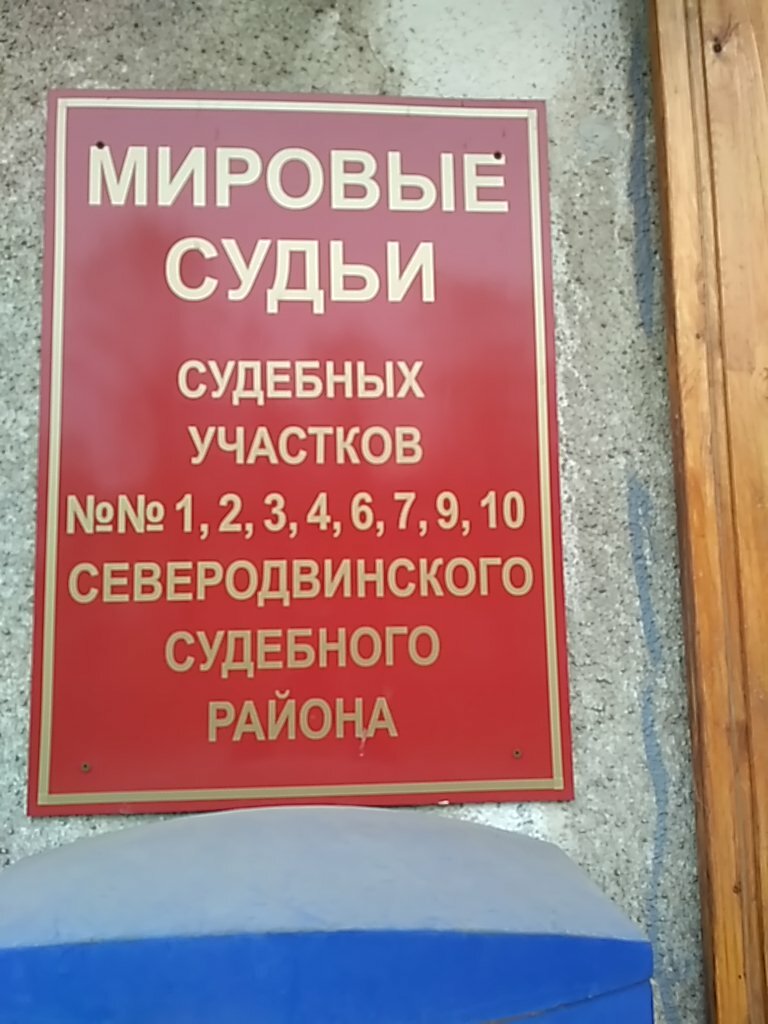 МИРОВЫЕ
СУДЬИ
СУДЕБНЫХ
УЧАСТКОВ
№№ 1, 2, 3, 4, 6, 7, 9, 10
СЕВЕРОДВИНСКОГО
СУДЕБНОГО
РАЙОНА